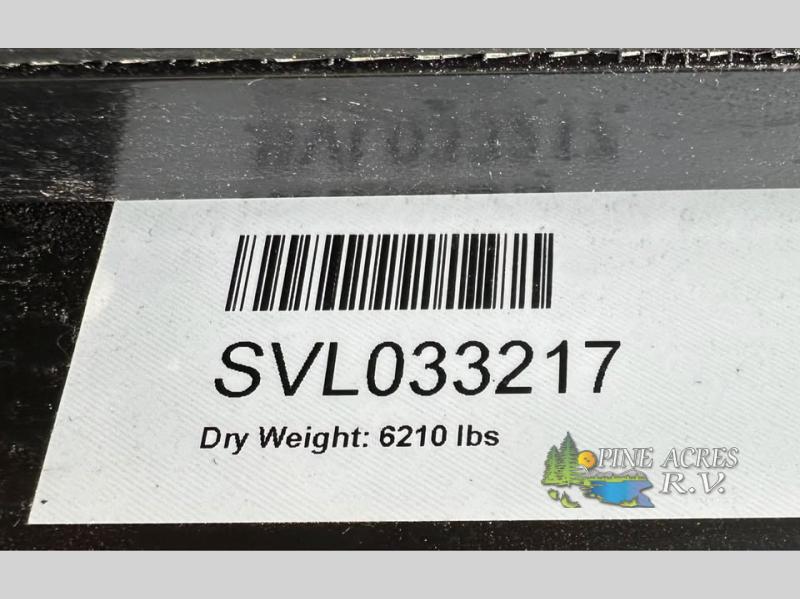 SVL033217
Dry Weight: 6210 lbs
PINE ACRES
R.V.